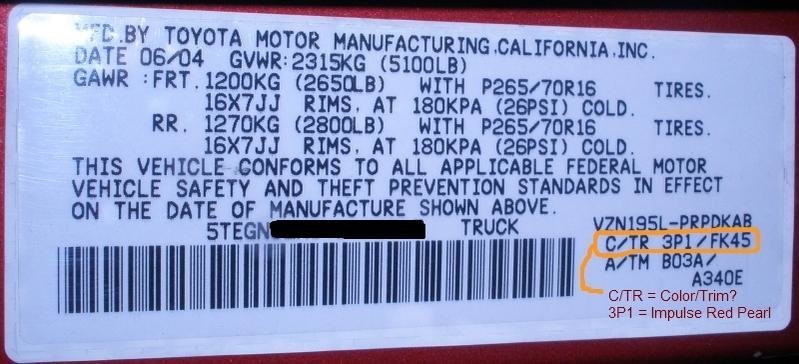 MFD.BY TOYOTA MOTOR MANUFACTURING,CALIFORNIA,INC.
DATE 06/04 GVWR:2315KG (5100LB)
GAWR :FRT. 1200KG (2650LB) WITH P265/70R16 TIRES.
16X7JJ RIMS, AT 180KPA (26PSI) COLD.
RR. 1270KG (2800LB) WITH P265/70R16 TIRES.
16X7JJ RIMS, AT 180KPA (26PSI) COLD.
THIS VEHICLE CONFORMS TO ALL APPLICABLE FEDERAL MOTOR
VEHICLE SAFETY AND THEFT PREVENTION STANDARDS IN EFFECT
ON THE DATE OF MANUFACTURE SHOWN ABOVE.
5TEGN TRUCK VZN195L-PRPDKAB
C/TR 3P1/FK45
A/TM B03A/
A340E
C/TR = Color/Trim?
3P1 = Impulse Red Pearl